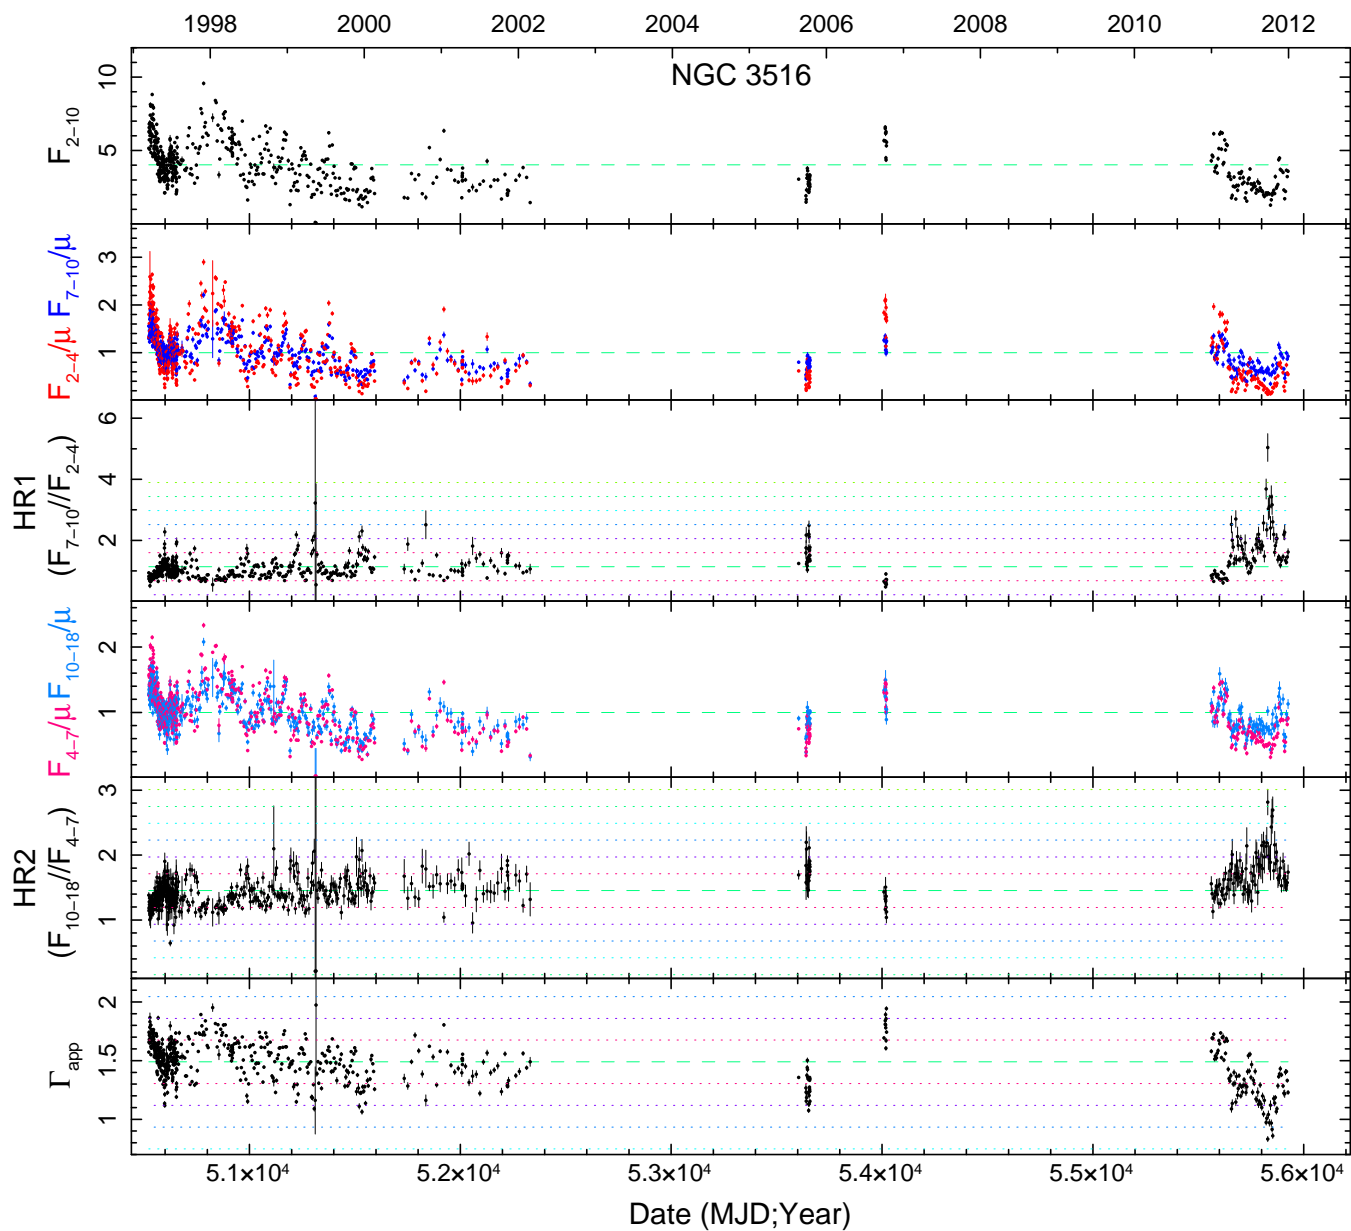 1998 2000 2002 2004 2006 2008 2010 2012
NGC 3516
F2−10
5 10
F2−4/μ F7−10/μ
1 2 3
HR1
(F7−10//F2−4)
2 4 6
F4−7/μ F10−18/μ
1 2
HR2
(F10−18//F4−7)
1 2 3
Γapp
1 1.5 2
5.1×10⁴ 5.2×10⁴ 5.3×10⁴ 5.4×10⁴ 5.5×10⁴ 5.6×10⁴
Date (MJD;Year)